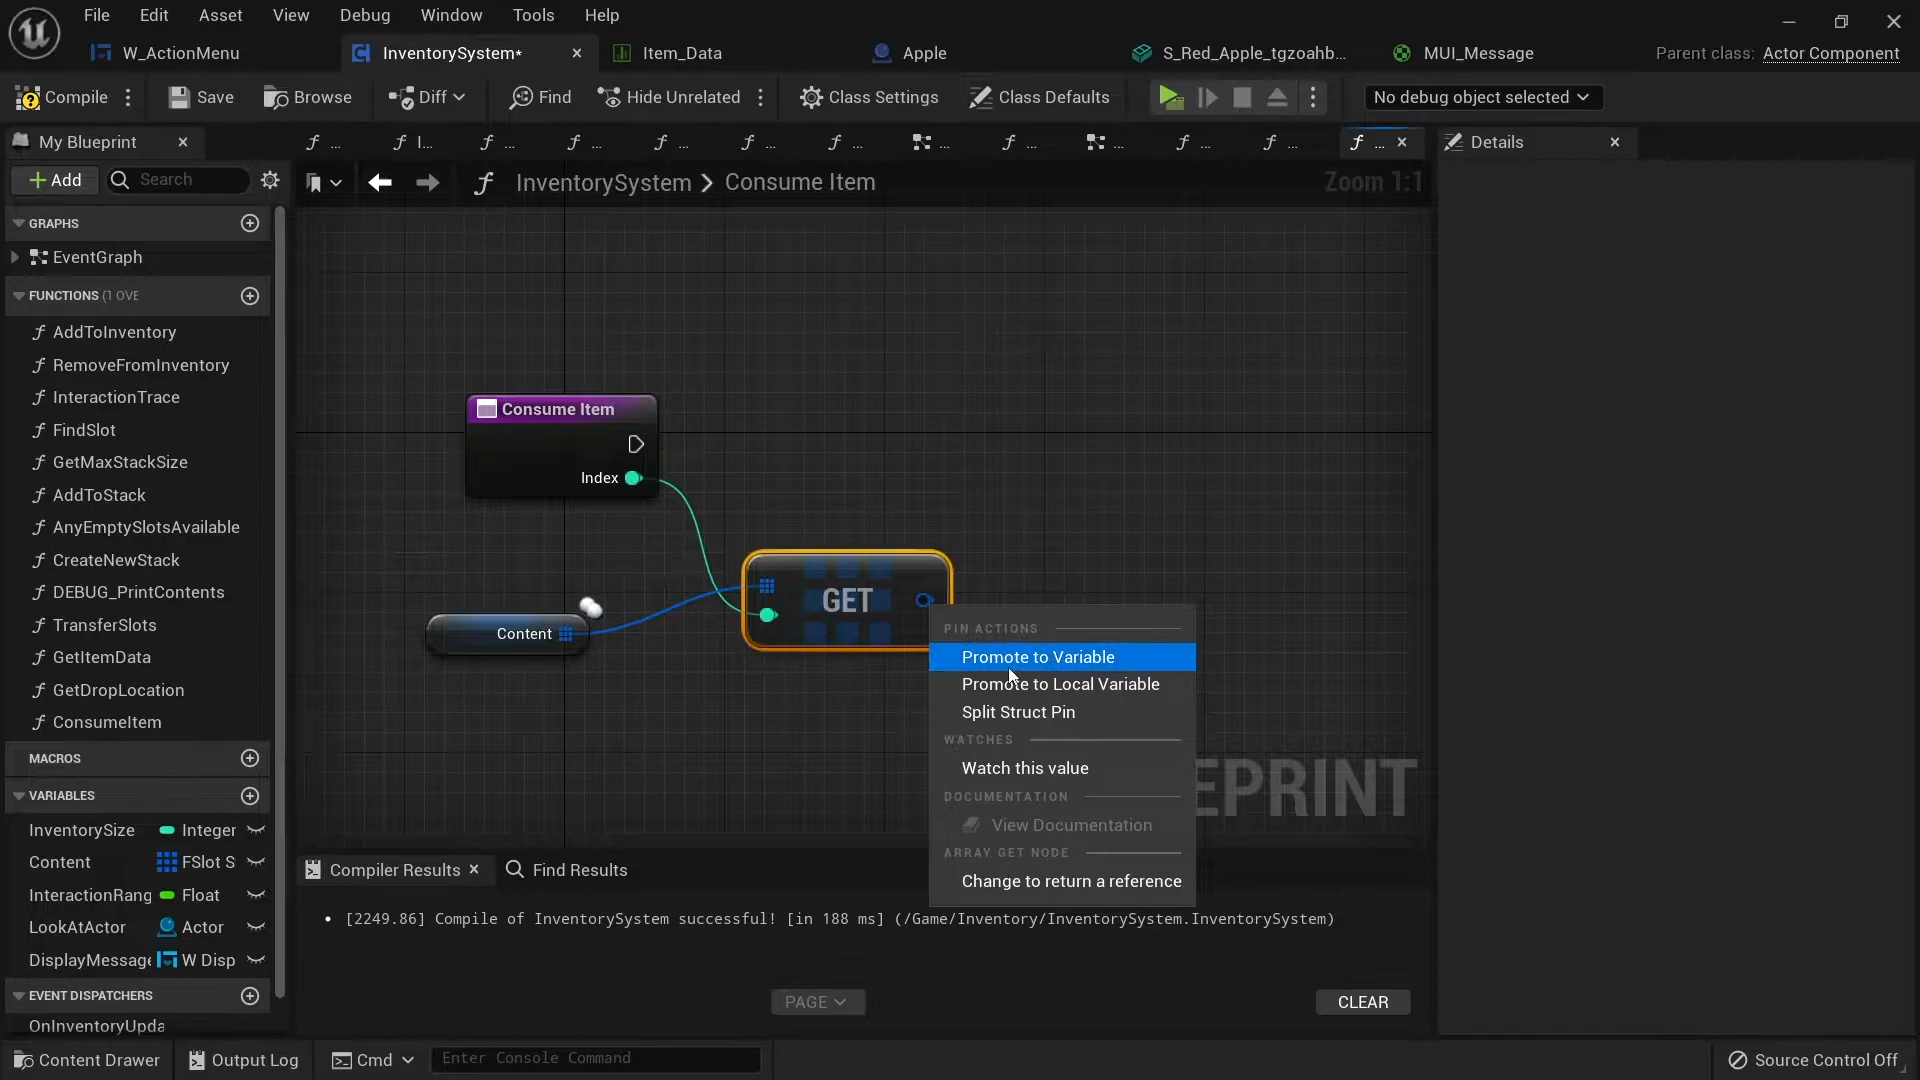 File Edit Asset View Debug Window Tools Help
W_ActionMenu
InventorySystem*
Item_Data
Apple
S_Red_Apple_tgzoahb...
MUI_Message
Parent class: Actor Component
Compile
Save
Browse
Diff
Find
Hide Unrelated
Class Settings
Class Defaults
No debug object selected
My Blueprint
f ...
f I...
f ...
f ...
f ...
f ...
f ...
...
f ...
...
f ...
f ...
f ...
Details
+ Add
Search
f InventorySystem > Consume Item
Zoom 1:1
GRAPHS
EventGraph
FUNCTIONS (1 OVE
f AddToInventory
f RemoveFromInventory
f InteractionTrace
f FindSlot
f GetMaxStackSize
f AddToStack
f AnyEmptySlotsAvailable
f CreateNewStack
f DEBUG_PrintContents
f TransferSlots
f GetItemData
f GetDropLocation
f ConsumeItem
MACROS
VARIABLES
InventorySize Integer
Content FSlot S
InteractionRang Float
LookAtActor Actor
DisplayMessage W Disp
EVENT DISPATCHERS
OnInventoryUpda
Consume Item
Index
Content
GET
PIN ACTIONS
Promote to Variable
Promote to Local Variable
Split Struct Pin
WATCHES
Watch this value
DOCUMENTATION
View Documentation
ARRAY GET NODE
Change to return a reference
EPRINT
Compiler Results
Find Results
• [2249.86] Compile of InventorySystem successful! [in 188 ms] (/Game/Inventory/InventorySystem.InventorySystem)
PAGE
CLEAR
Content Drawer
Output Log
Cmd
Enter Console Command
Source Control Off